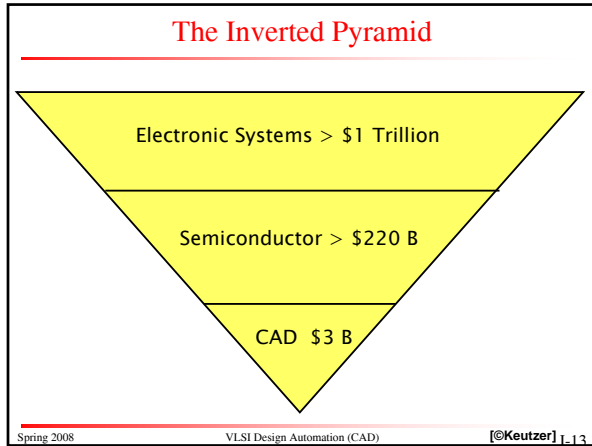 The Inverted Pyramid
Electronic Systems > $1 Trillion
Semiconductor > $220 B
CAD $3 B
Spring 2008 VLSI Design Automation (CAD) [©Keutzer] I-13